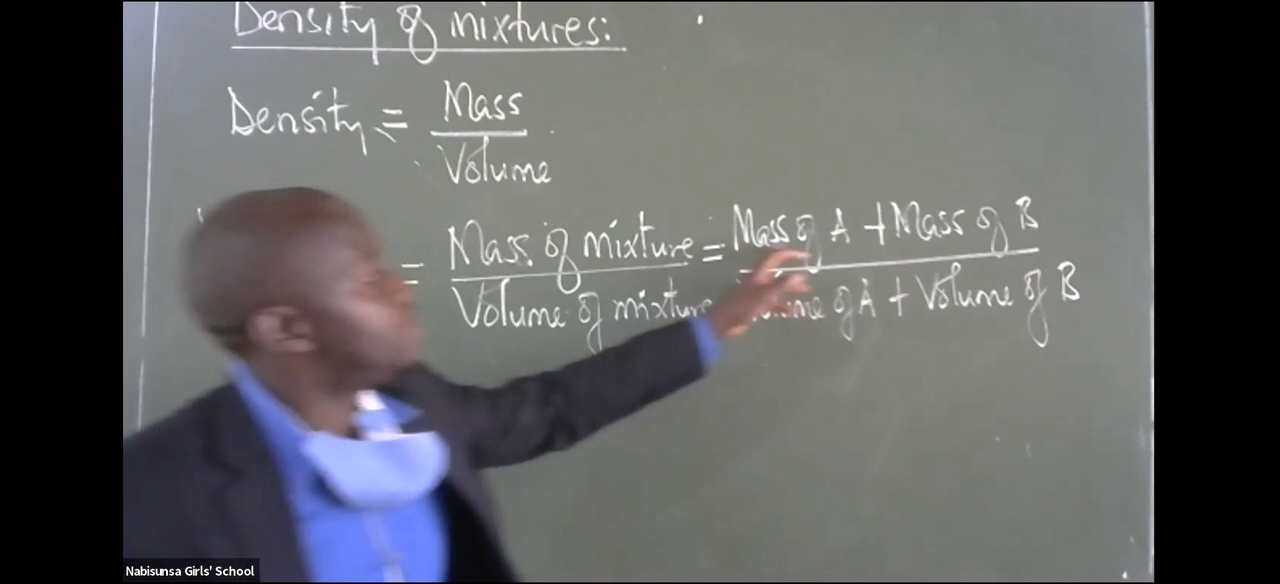 Density of mixtures:
Density = Mass
Volume
= Mass of mixture = Mass of A + Mass of B
Volume of mixture of A + Volume of B
Nabisunsa Girls' School